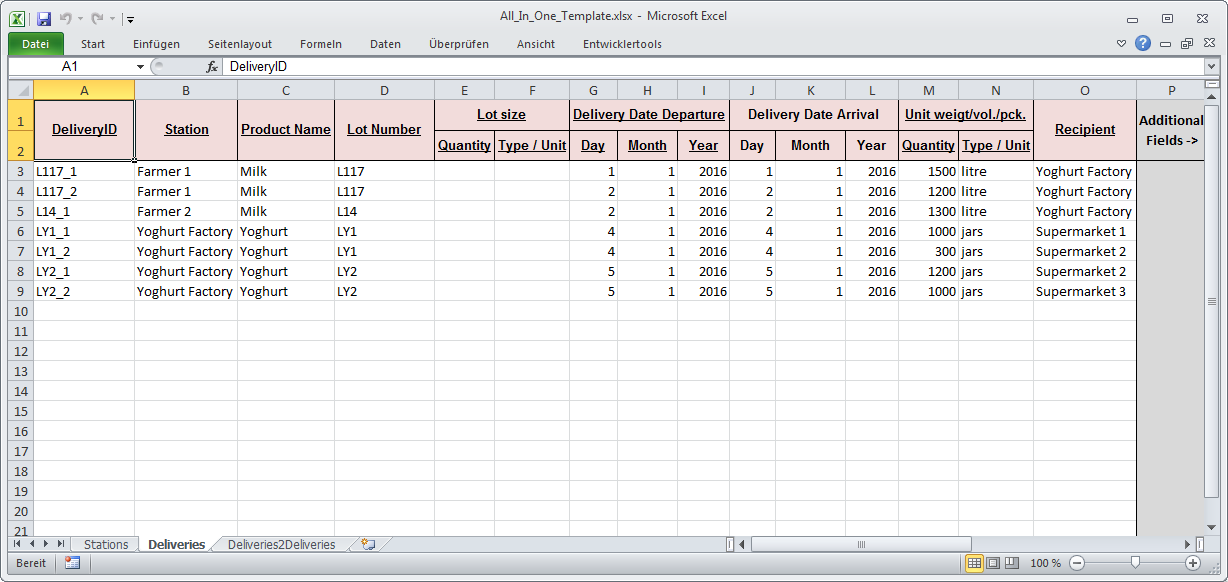 All_In_One_Template.xlsx - Microsoft Excel
Datei Start Einfügen Seitenlayout Formeln Daten Überprüfen Ansicht Entwicklertools
A1 fx DeliveryID
A B C D E F G H I J K L M N O P
1 DeliveryID Station Product Name Lot Number Lot size Delivery Date Departure Delivery Date Arrival Unit weigt/vol./pck. Recipient Additional Fields ->
2 Quantity Type / Unit Day Month Year Day Month Year Quantity Type / Unit
3 L117_1 Farmer 1 Milk L117 1 1 2016 1 1 2016 1500 litre Yoghurt Factory
4 L117_2 Farmer 1 Milk L117 2 1 2016 2 1 2016 1200 litre Yoghurt Factory
5 L14_1 Farmer 2 Milk L14 2 1 2016 2 1 2016 1300 litre Yoghurt Factory
6 LY1_1 Yoghurt Factory Yoghurt LY1 4 1 2016 4 1 2016 1000 jars Supermarket 1
7 LY1_2 Yoghurt Factory Yoghurt LY1 4 1 2016 4 1 2016 300 jars Supermarket 2
8 LY2_1 Yoghurt Factory Yoghurt LY2 5 1 2016 5 1 2016 1200 jars Supermarket 2
9 LY2_2 Yoghurt Factory Yoghurt LY2 5 1 2016 5 1 2016 1000 jars Supermarket 3
10
11
12
13
14
15
16
17
18
19
20
21
Stations Deliveries Deliveries2Deliveries
Bereit 100 %